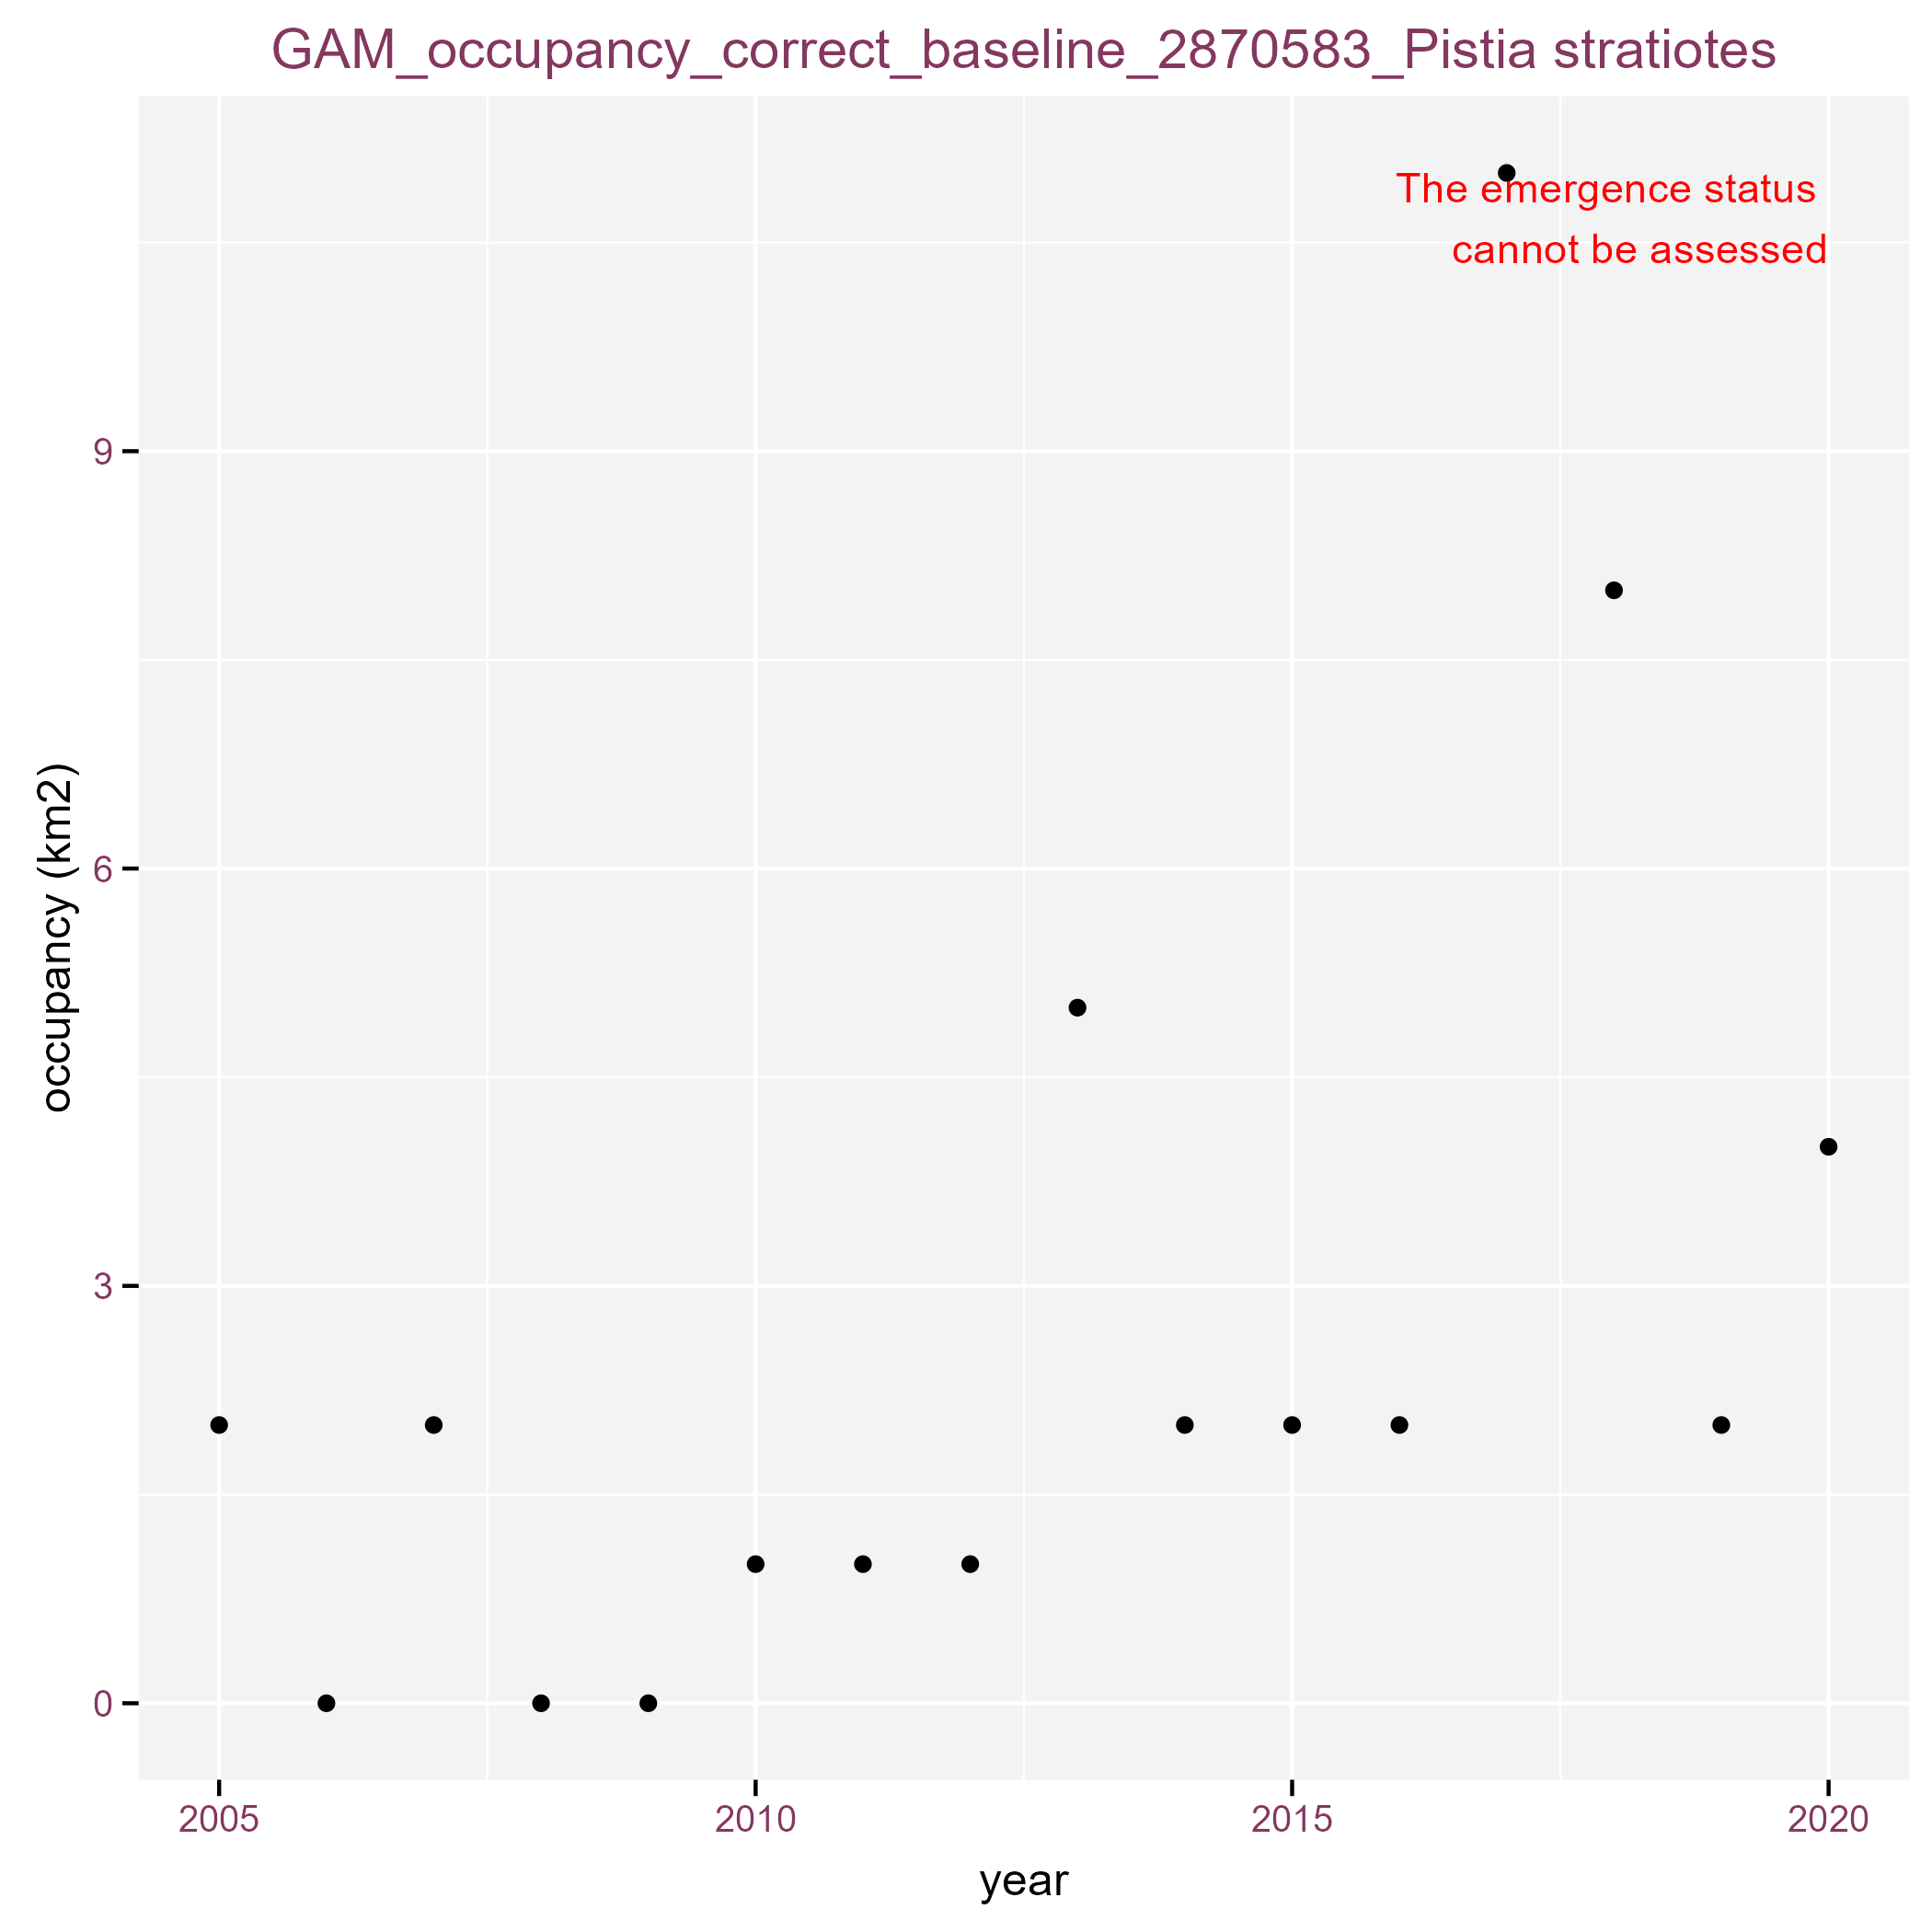 GAM_occupancy_correct_baseline_2870583_Pistia stratiotes
The emergence status
cannot be assessed
9
6
3
0
occupancy (km2)
2005 2010 2015 2020
year